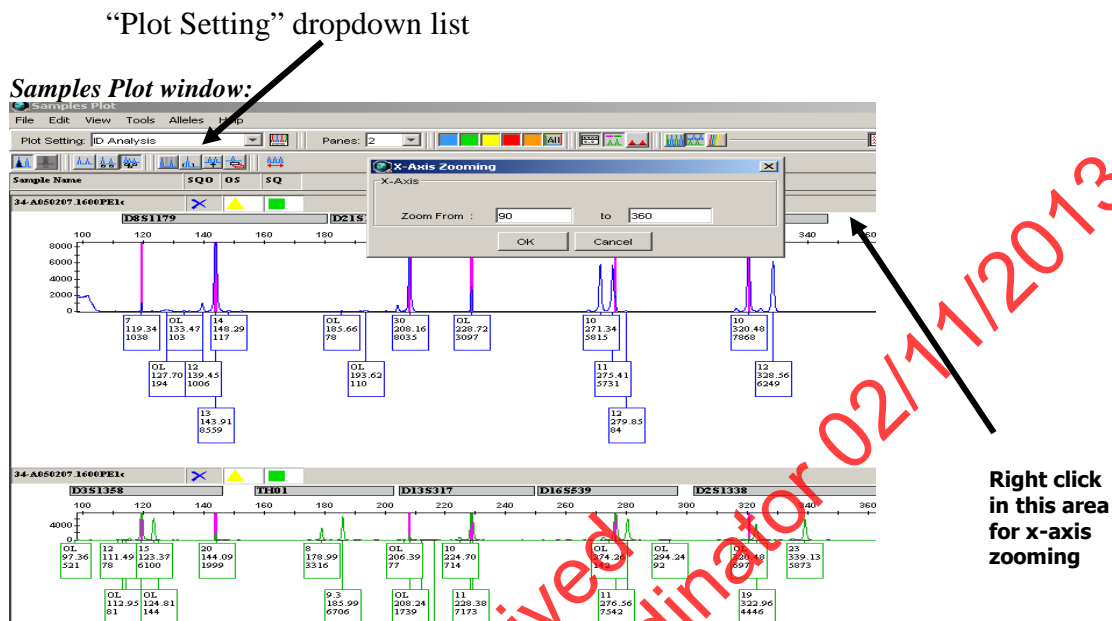 “Plot Setting” dropdown list
Samples Plot window:
Samples Plot
File Edit View Tools Alleles Help
Plot Setting: ID Analysis Panes: 2 All
X-Axis Zooming
X-Axis
Zoom From : 90 to 360
OK Cancel
Sample Name SQO OS SQ
34-A050207.1600PE1c
D8S1179 D21S
100 120 140 160 180 340 360
8000
6000
4000
2000
0
7
119.34
1038
OL
133.47
103
14
148.29
117
OL
185.66
78
30
208.16
8035
OL
228.72
3097
10
271.34
5815
10
320.48
7868
OL
127.70
194
12
139.45
1006
OL
193.62
110
11
275.41
5731
12
328.56
6249
13
143.91
8559
12
279.85
84
34-A050207.1600PE1c
D3S1358 TH01 D13S317 D16S539 D2S1338
100 120 140 160 180 200 220 240 260 280 300 320 340 360
4000
0
OL
97.36
521
12
111.49
78
15
123.37
6100
20
144.09
1999
8
178.99
3316
OL
206.39
77
10
224.70
714
OL
274.26
142
OL
294.24
92
OL
320.48
697
23
339.13
5873
OL
112.95
81
OL
124.81
144
9.3
185.99
6706
OL
208.24
1739
11
228.38
7173
11
276.56
7542
19
322.96
4446
Right click
in this area
for x-axis
zooming
02/11/2013